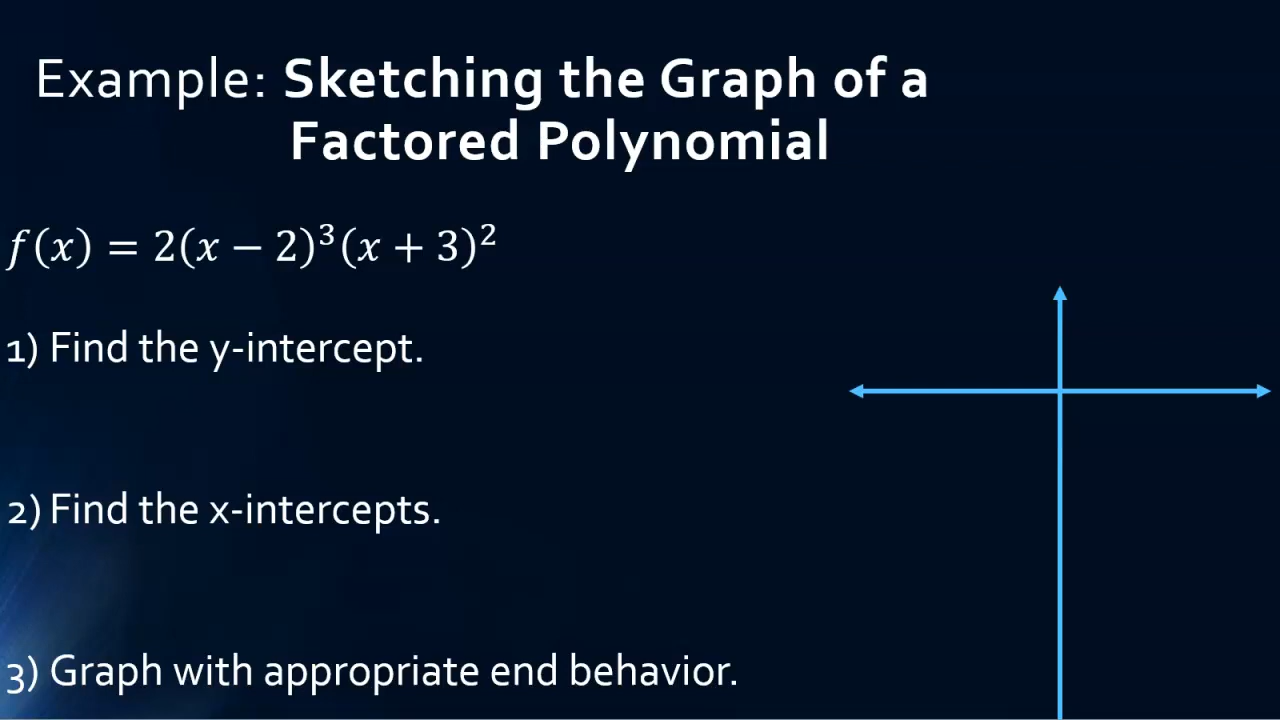 Example: Sketching the Graph of a
Factored Polynomial
f(x) = 2(x − 2)³(x + 3)²
1) Find the y-intercept.
2) Find the x-intercepts.
3) Graph with appropriate end behavior.